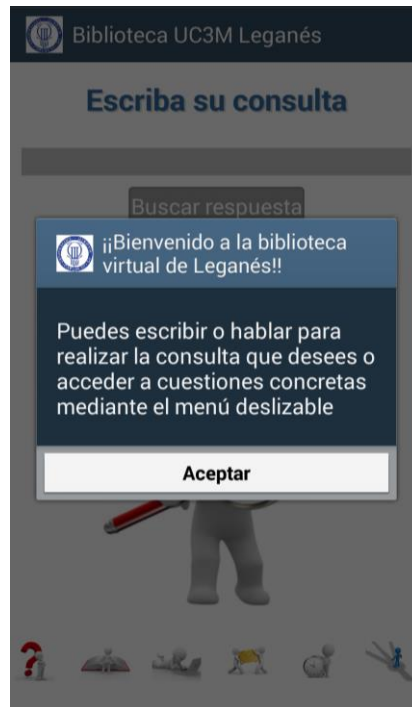 Biblioteca UC3M Leganés
Escriba su consulta
Buscar respuesta
¡¡Bienvenido a la biblioteca
virtual de Leganés!!
Puedes escribir o hablar para
realizar la consulta que desees o
acceder a cuestiones concretas
mediante el menú deslizable
Aceptar